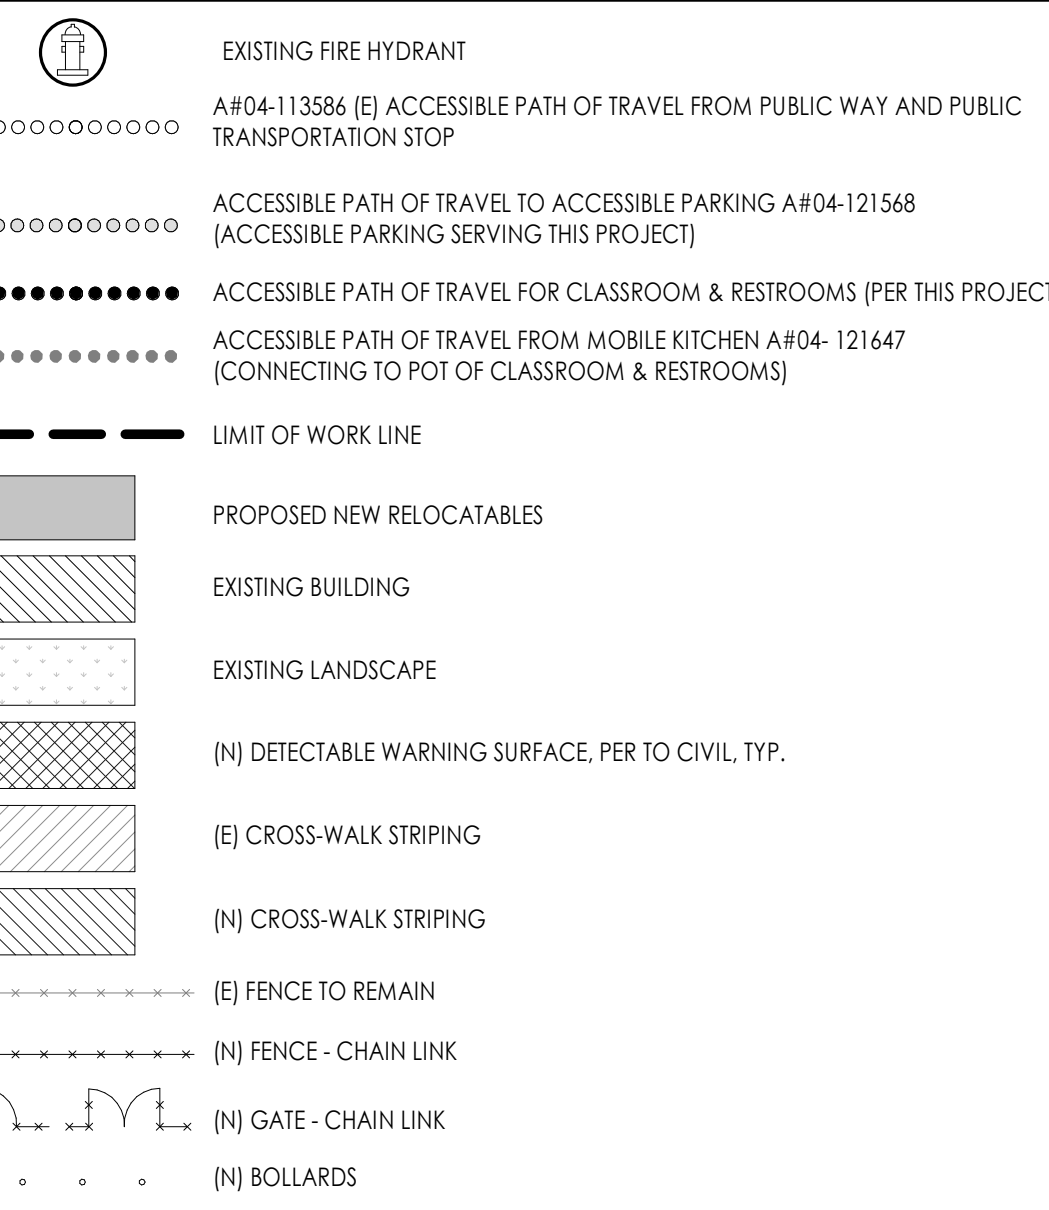 EXISTING FIRE HYDRANT
A#04-113586 (E) ACCESSIBLE PATH OF TRAVEL FROM PUBLIC WAY AND PUBLIC
TRANSPORTATION STOP
ACCESSIBLE PATH OF TRAVEL TO ACCESSIBLE PARKING A#04-121568
(ACCESSIBLE PARKING SERVING THIS PROJECT)
ACCESSIBLE PATH OF TRAVEL FOR CLASSROOM & RESTROOMS (PER THIS PROJECT
ACCESSIBLE PATH OF TRAVEL FROM MOBILE KITCHEN A#04- 121647
(CONNECTING TO POT OF CLASSROOM & RESTROOMS)
LIMIT OF WORK LINE
PROPOSED NEW RELOCATABLES
EXISTING BUILDING
EXISTING LANDSCAPE
(N) DETECTABLE WARNING SURFACE, PER TO CIVIL, TYP.
(E) CROSS-WALK STRIPING
(N) CROSS-WALK STRIPING
(E) FENCE TO REMAIN
(N) FENCE - CHAIN LINK
(N) GATE - CHAIN LINK
(N) BOLLARDS